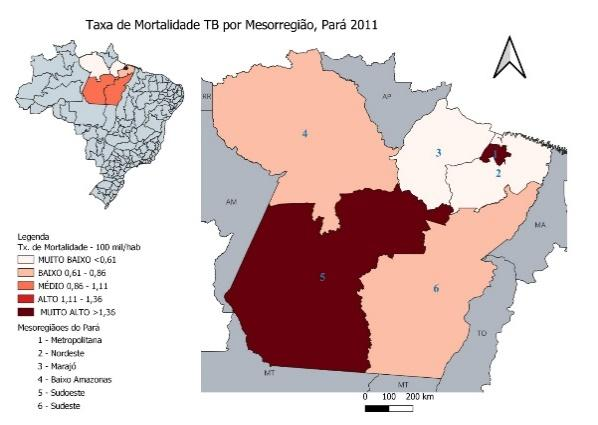 Taxa de Mortalidade TB por Mesorregião, Pará 2011
RR
AP
4
3
1
2
AM
MA
5
6
TO
MT
MT
Legenda
Tx. de Mortalidade - 100 mil/hab
MUITO BAIXO <0,61
BAIXO 0,61 - 0,86
MÉDIO 0,86 - 1,11
ALTO 1,11 - 1,36
MUITO ALTO >1,36
Mesoregiãoes do Pará
1 - Metropolitana
2 - Nordeste
3 - Marajó
4 - Baixo Amazonas
5 - Sudoeste
6 - Sudeste
0 100 200 km